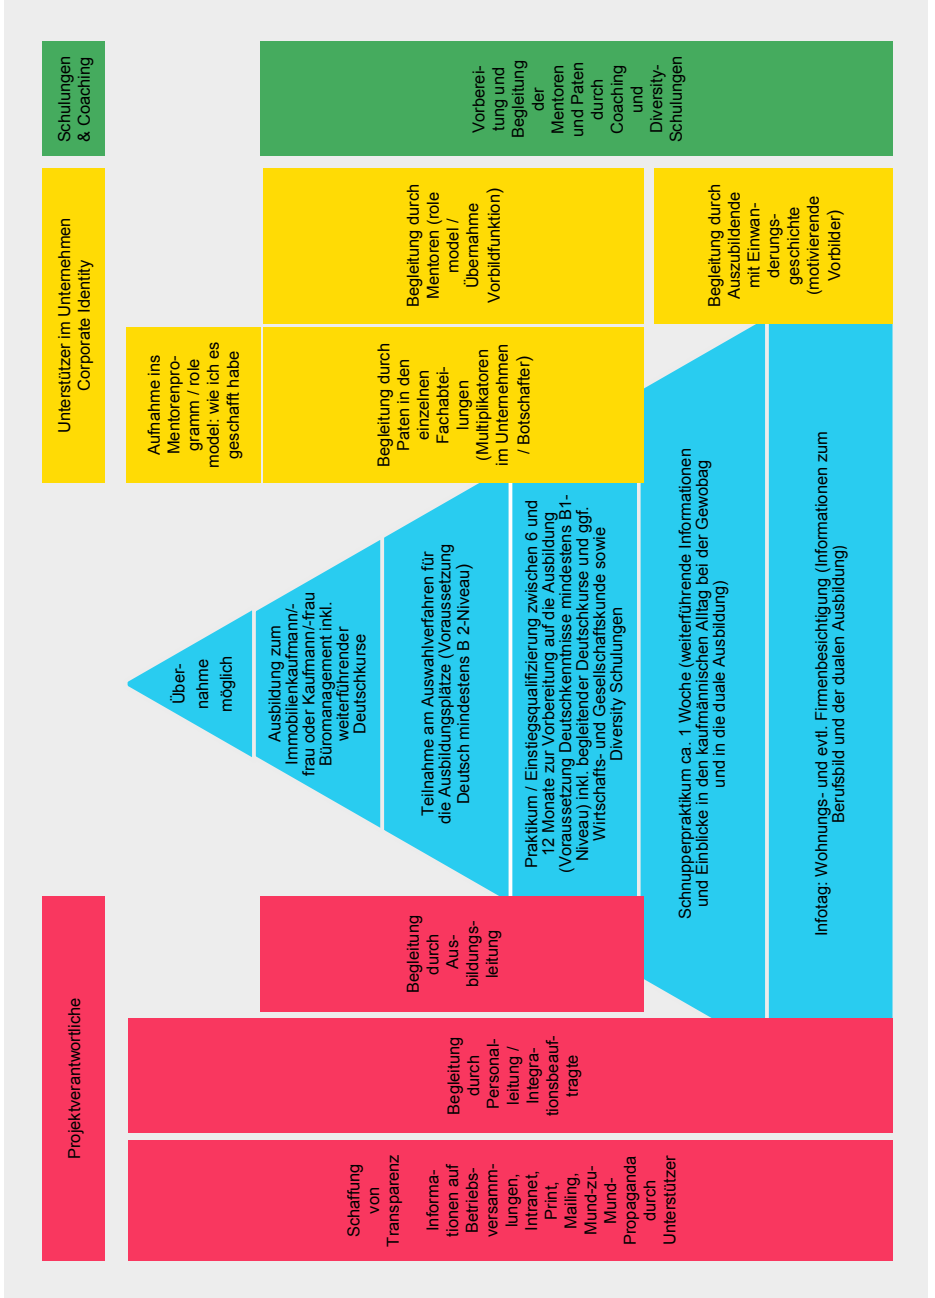 Projektverantwortliche
Unterstützer im Unternehmen
Corporate Identity
Schulungen
& Coaching
Schaffung
von
Transparenz
Informa-
tionen auf
Betriebs-
versamm-
lungen,
Intranet,
Print,
Mailing,
Mund-zu-
Mund-
Propaganda
durch
Unterstützer
Begleitung
durch
Personal-
leitung /
Integra-
tionsbeauf-
tragte
Begleitung
durch
Aus-
bildungs-
leitung
Über-
nahme
möglich
Ausbildung zum
Immobilienkaufmann/-
frau oder Kaufmann/-frau
Büromanagement inkl.
weiterführender
Deutschkurse
Teilnahme am Auswahlverfahren für
die Ausbildungsplätze (Voraussetzung
Deutsch mindestens B 2-Niveau)
Praktikum / Einstiegsqualifizierung zwischen 6 und
12 Monate zur Vorbereitung auf die Ausbildung
(Voraussetzung Deutschkenntnisse mindestens B1-
Niveau) inkl. begleitender Deutschkurse und ggf.
Wirtschafts- und Gesellschaftskunde sowie
Diversity Schulungen
Schnupperpraktikum ca. 1 Woche (weiterführende Informationen
und Einblicke in den kaufmännischen Alltag bei der Gewobag
und in die duale Ausbildung)
Infotag: Wohnungs- und evtl. Firmenbesichtigung (Informationen zum
Berufsbild und der dualen Ausbildung)
Aufnahme ins
Mentorenpro-
gramm / role
model: wie ich es
geschafft habe
Begleitung durch
Paten in den
einzelnen
Fachabtei-
lungen
(Multiplikatoren
im Unternehmen
/ Botschafter)
Begleitung durch
Mentoren (role
model /
Übernahme
Vorbildfunktion)
Begleitung durch
Auszubildende
mit Einwan-
derungs-
geschichte
(motivierende
Vorbilder)
Vorberei-
tung und
Begleitung
der
Mentoren
und Paten
durch
Coaching
und
Diversity-
Schulungen